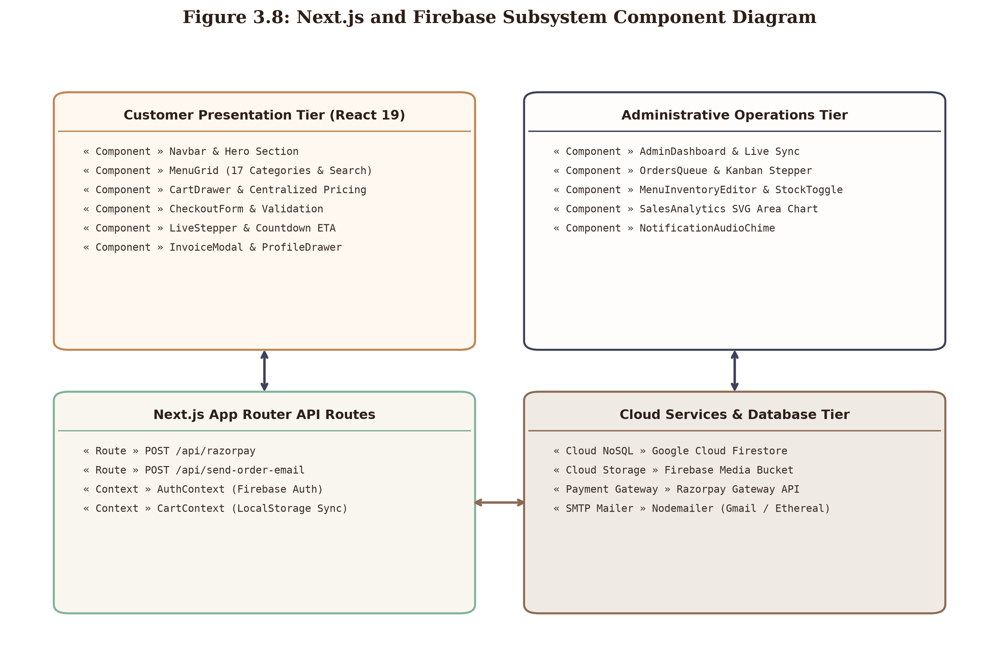 Figure 3.8: Next.js and Firebase Subsystem Component Diagram
Customer Presentation Tier (React 19)
« Component » Navbar & Hero Section
« Component » MenuGrid (17 Categories & Search)
« Component » CartDrawer & Centralized Pricing
« Component » CheckoutForm & Validation
« Component » LiveStepper & Countdown ETA
« Component » InvoiceModal & ProfileDrawer
Administrative Operations Tier
« Component » AdminDashboard & Live Sync
« Component » OrdersQueue & Kanban Stepper
« Component » MenuInventoryEditor & StockToggle
« Component » SalesAnalytics SVG Area Chart
« Component » NotificationAudioChime
Next.js App Router API Routes
« Route » POST /api/razorpay
« Route » POST /api/send-order-email
« Context » AuthContext (Firebase Auth)
« Context » CartContext (LocalStorage Sync)
Cloud Services & Database Tier
« Cloud NoSQL » Google Cloud Firestore
« Cloud Storage » Firebase Media Bucket
« Payment Gateway » Razorpay Gateway API
« SMTP Mailer » Nodemailer (Gmail / Ethereal)